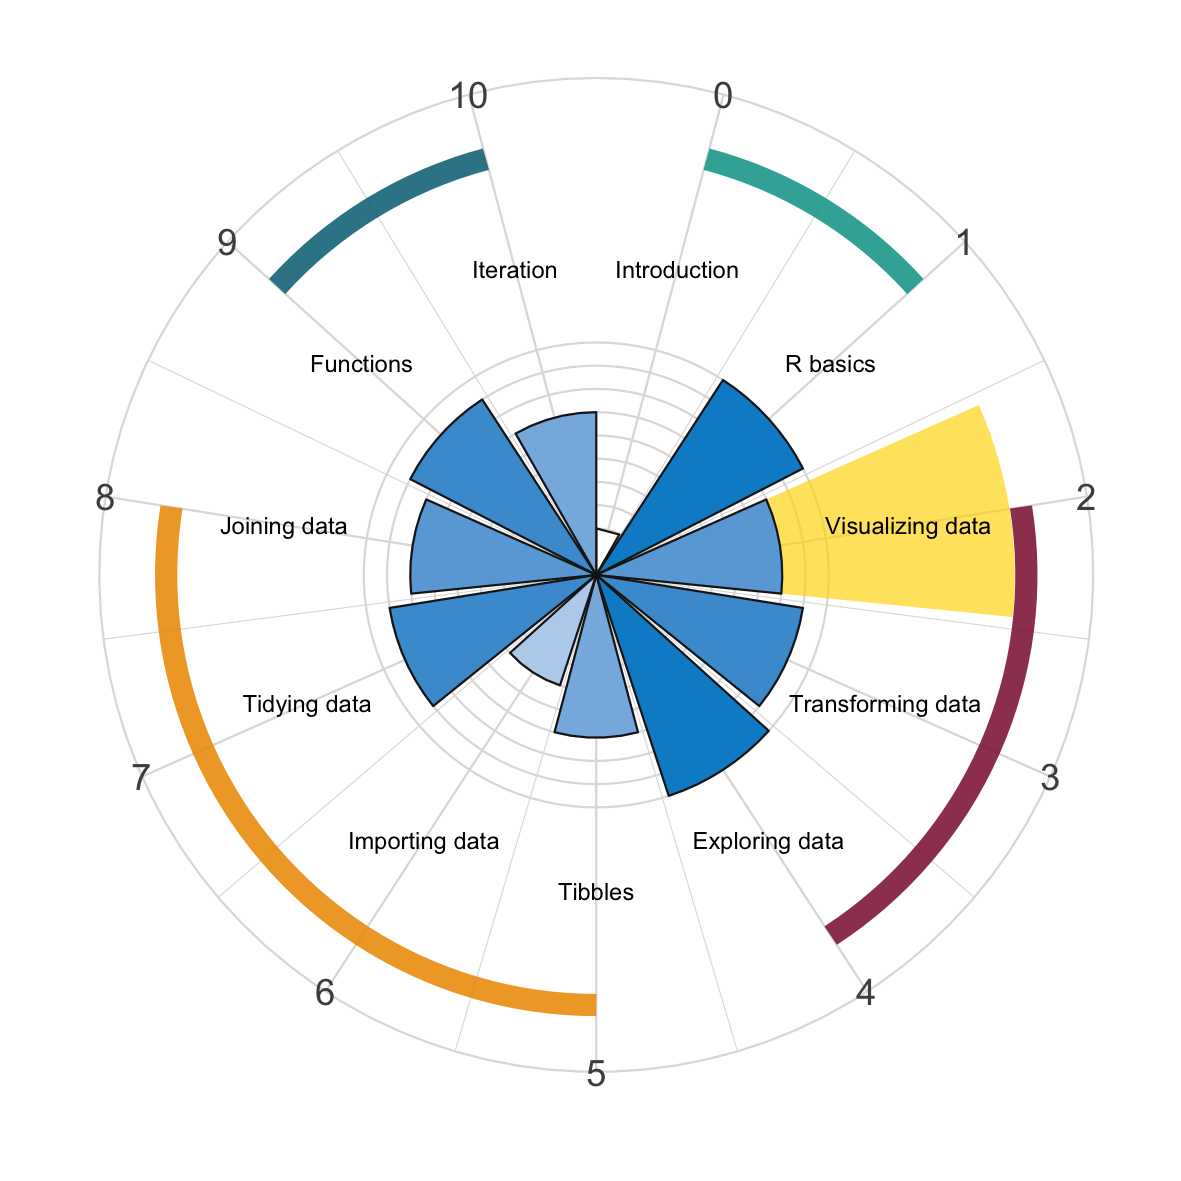 10
0
9
1
Iteration
Introduction
Functions
R basics
8
2
Joining data
Visualizing data
Tidying data
Transforming data
7
3
Importing data
Exploring data
Tibbles
6
4
5